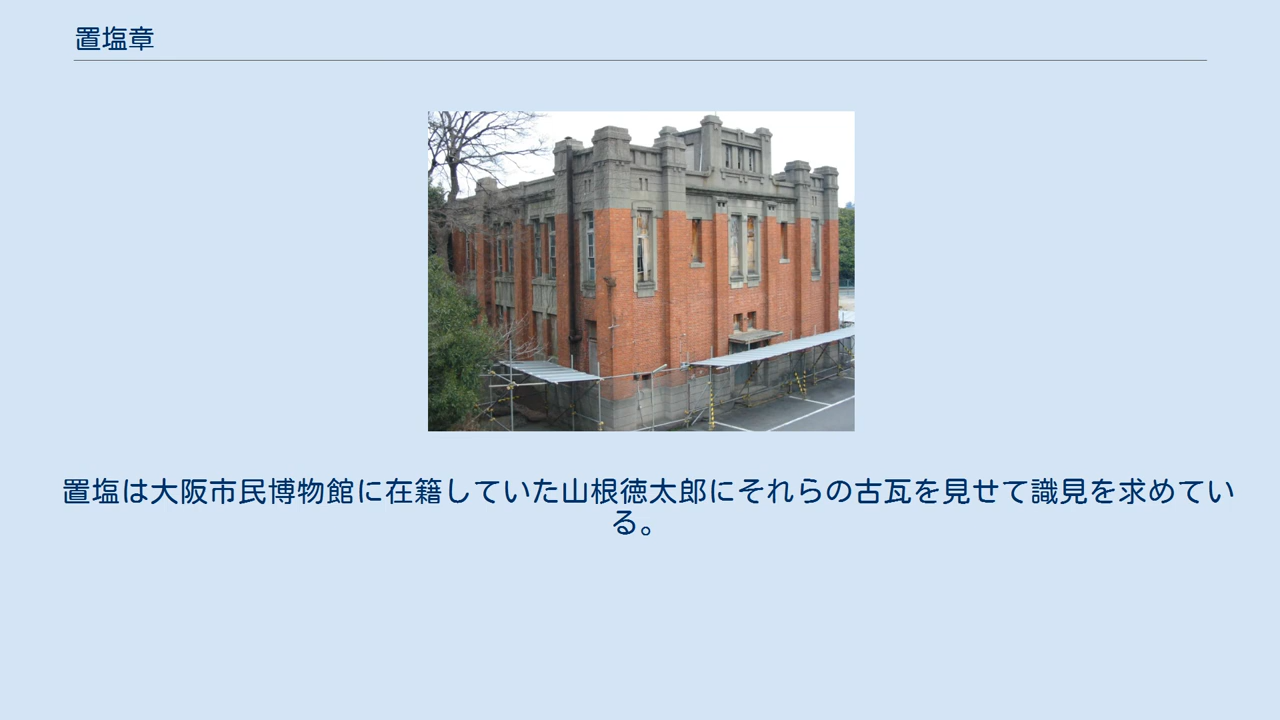 置塩章
置塩は大阪市民博物館に在籍していた山根徳太郎にそれらの古瓦を見せて識見を求めてい
る。